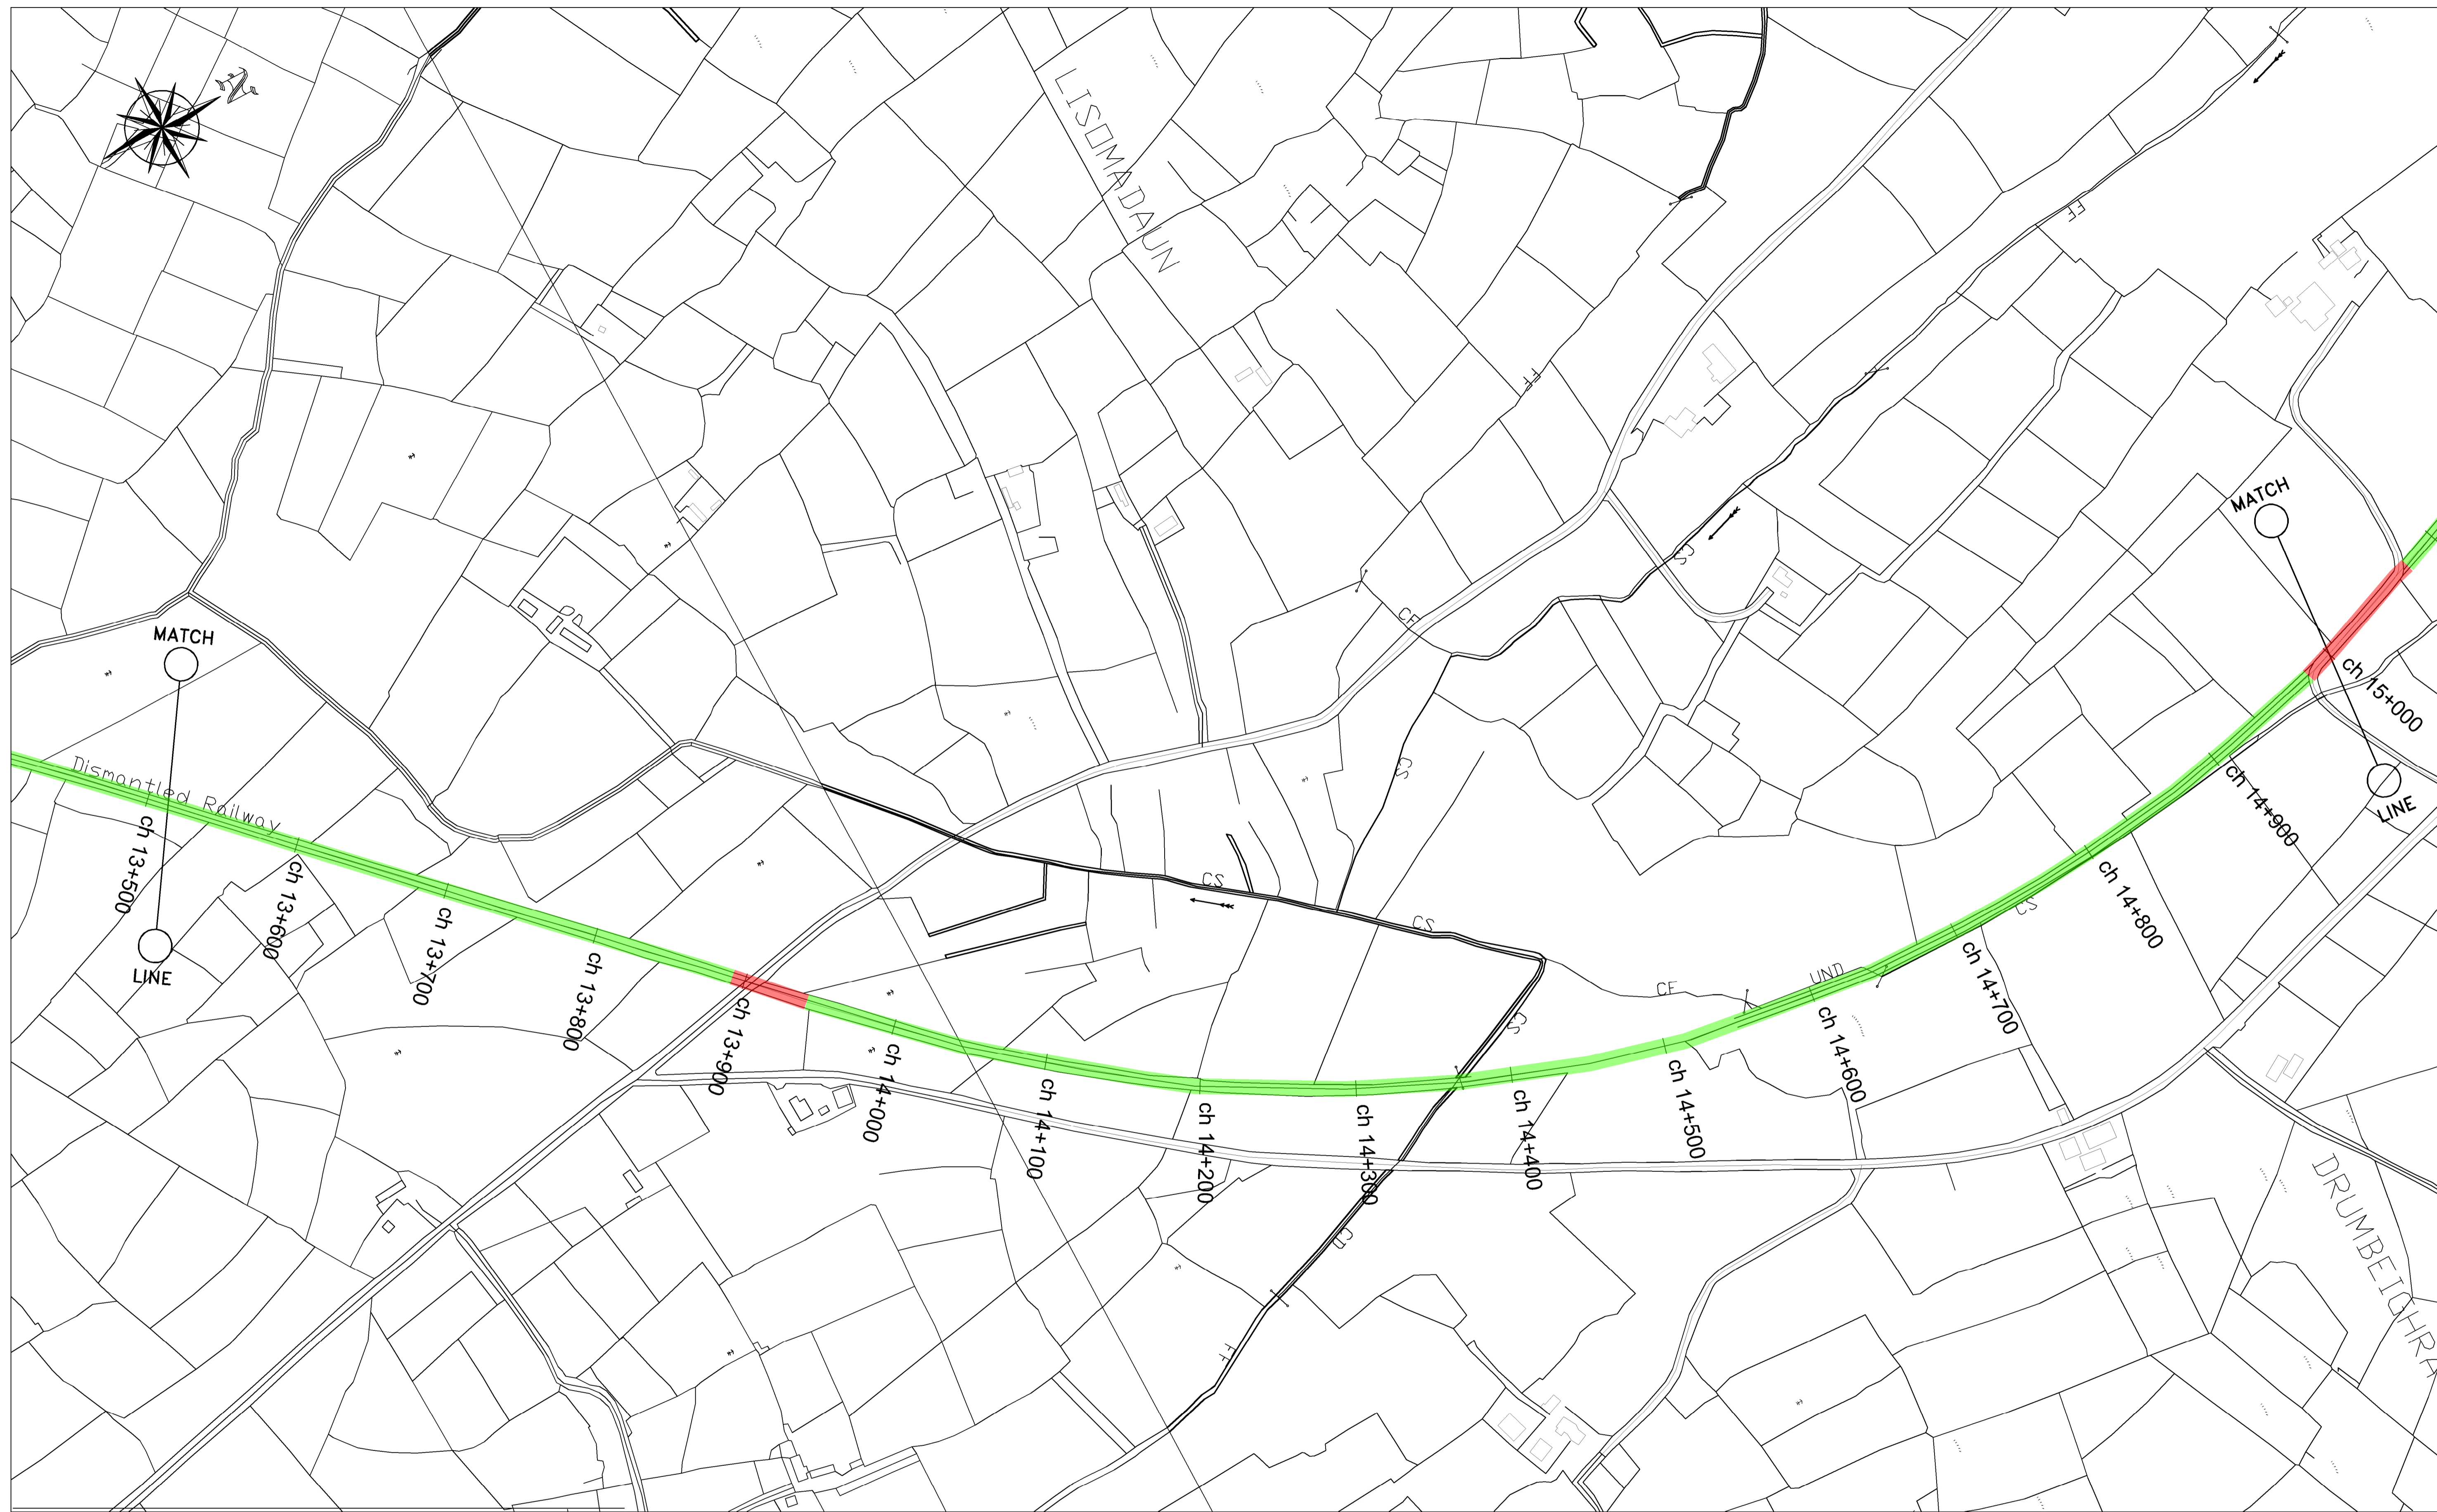 N
LISOMADAUN
MATCH
LINE
Dismantled Railway
ch 13+500
ch 13+600
ch 13+700
ch 13+800
ch 13+900
ch 14+000
ch 14+100
ch 14+200
ch 14+300
ch 14+400
ch 14+500
ch 14+600
ch 14+700
ch 14+800
ch 14+900
ch 15+000
MATCH
LINE
FF
FF
CF
CS
CS
CS
CS
CS
CF
UND
CS
FF
DRUMBEIGHRA